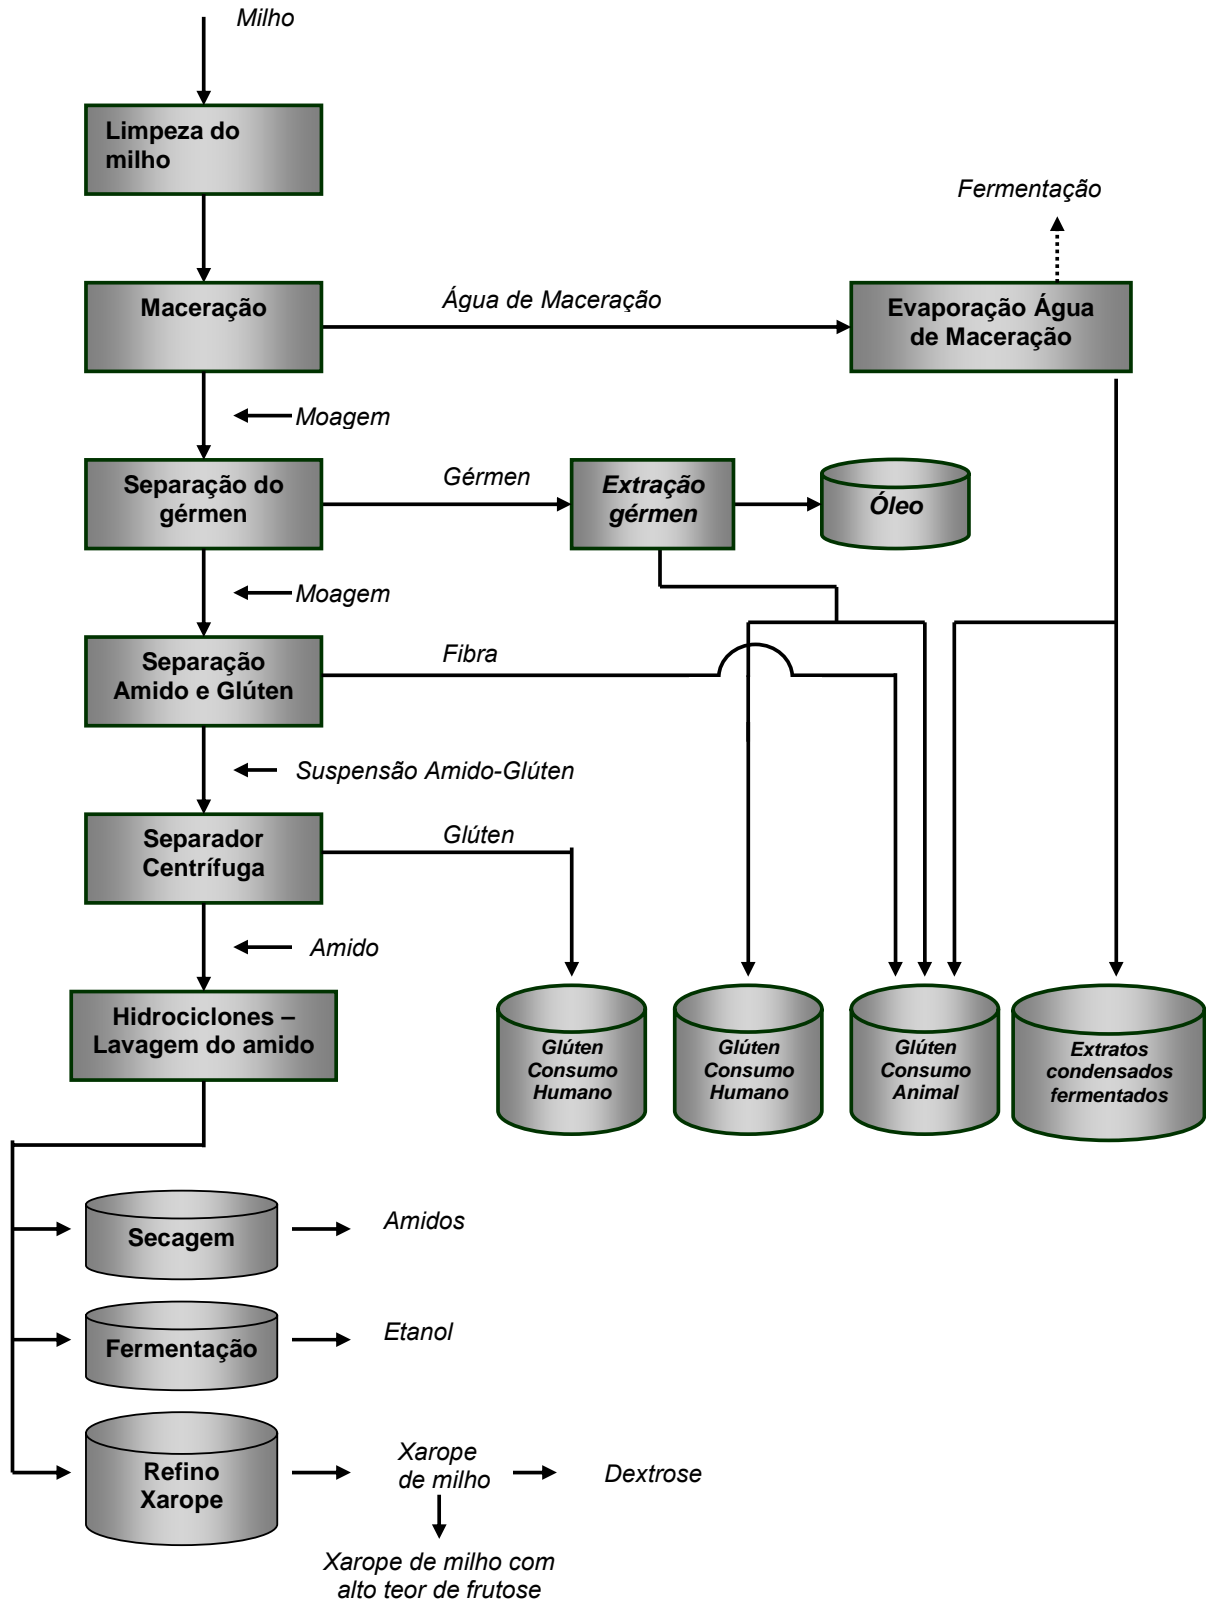 Milho
Limpeza do
milho
Fermentação
Maceração
Água de Maceração
Evaporação Água
de Maceração
Moagem
Separação do
gérmen
Gérmen
Extração
gérmen
Óleo
Moagem
Separação
Amido e Glúten
Fibra
Suspensão Amido-Glúten
Separador
Centrífuga
Glúten
Amido
Hidrociclones –
Lavagem do amido
Glúten
Consumo
Humano
Glúten
Consumo
Humano
Glúten
Consumo
Animal
Extratos
condensados
fermentados
Secagem
Amidos
Fermentação
Etanol
Refino
Xarope
Xarope
de milho
Dextrose
Xarope de milho com
alto teor de frutose